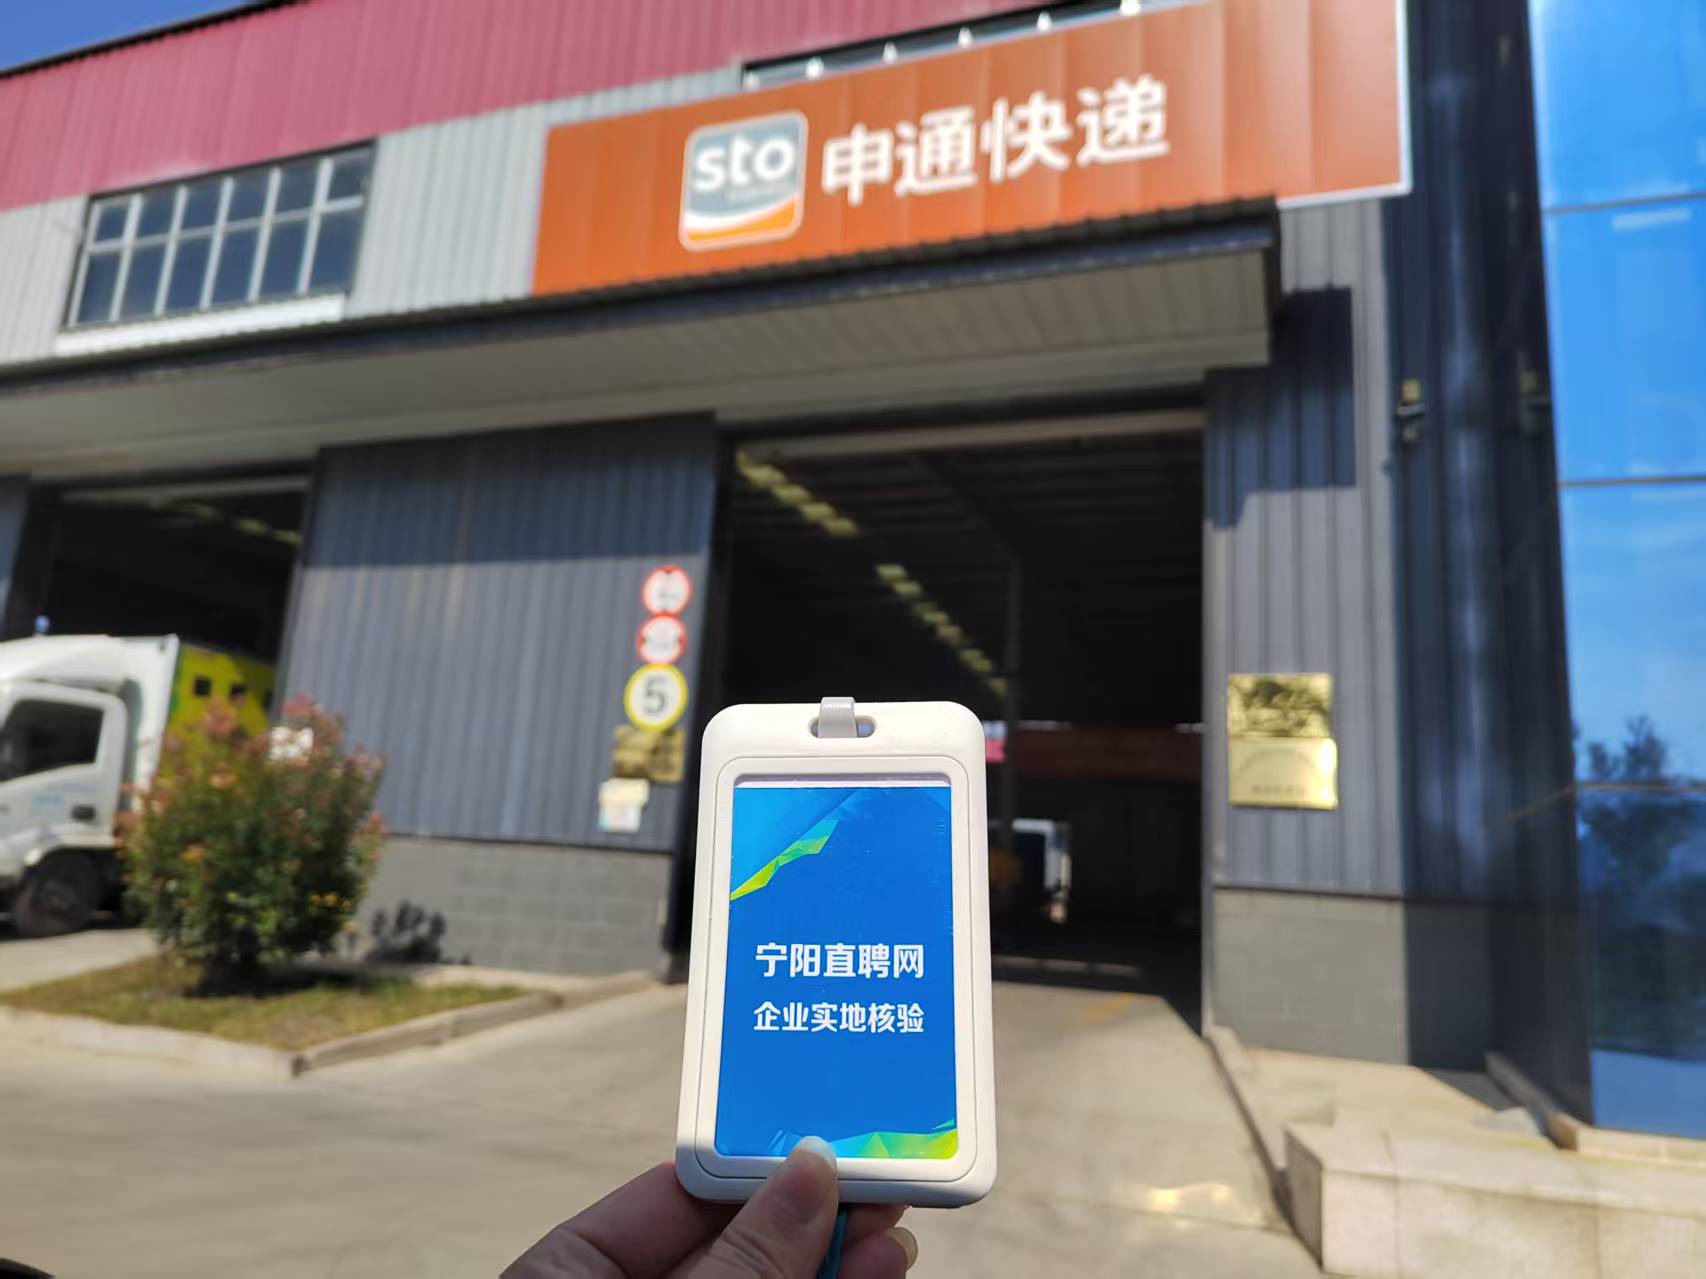 sto 申通快递
5
宁阳直聘网
企业实地核验